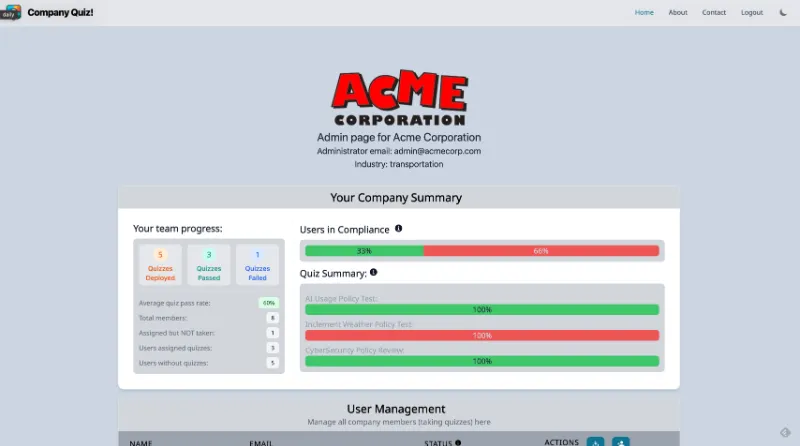 daily
Company Quiz!
Home
About
Contact
Logout
ACME
CORPORATION
Admin page for Acme Corporation
Administrator email: admin@acmecorp.com
Industry: transportation
Your Company Summary
Your team progress:
5
Quizzes
Deployed
3
Quizzes
Passed
1
Quizzes
Failed
Average quiz pass rate:
60%
Total members:
8
Assigned but NOT taken:
1
Users assigned quizzes:
3
Users without quizzes:
5
Users in Compliance
33%
66%
Quiz Summary:
AI Usage Policy Test:
100%
Inclement Weather Policy Test:
100%
CyberSecurity Policy Review:
100%
User Management
Manage all company members (taking quizzes) here
NAME
EMAIL
STATUS
ACTIONS